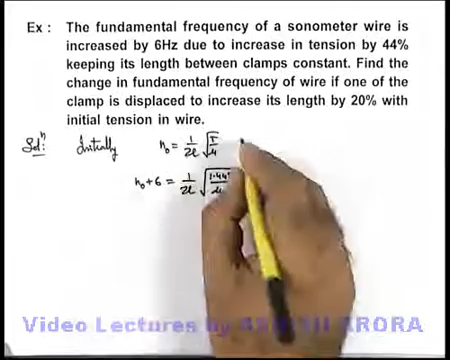 Ex : The fundamental frequency of a sonometer wire is
increased by 6Hz due to increase in tension by 44%
keeping its length between clamps constant. Find the
change in fundamental frequency of wire if one of the
clamp is displaced to increase its length by 20% with
initial tension in wire.
Solⁿ: Initially n₀ = 1/2l √T/μ
n₀+6 = 1/2l √1.44T/μ
Video Lectures by ASHISH ARORA